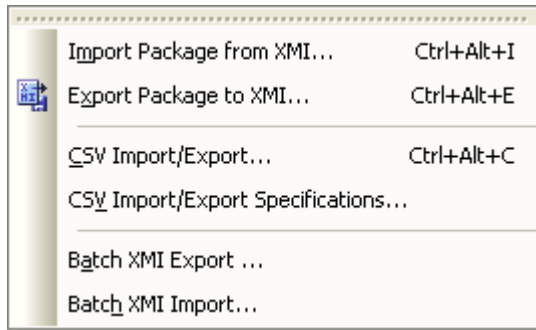 Import Package from XMI... Ctrl+Alt+I
Export Package to XMI... Ctrl+Alt+E
CSV Import/Export... Ctrl+Alt+C
CSV Import/Export Specifications...
Batch XMI Export ...
Batch XMI Import...